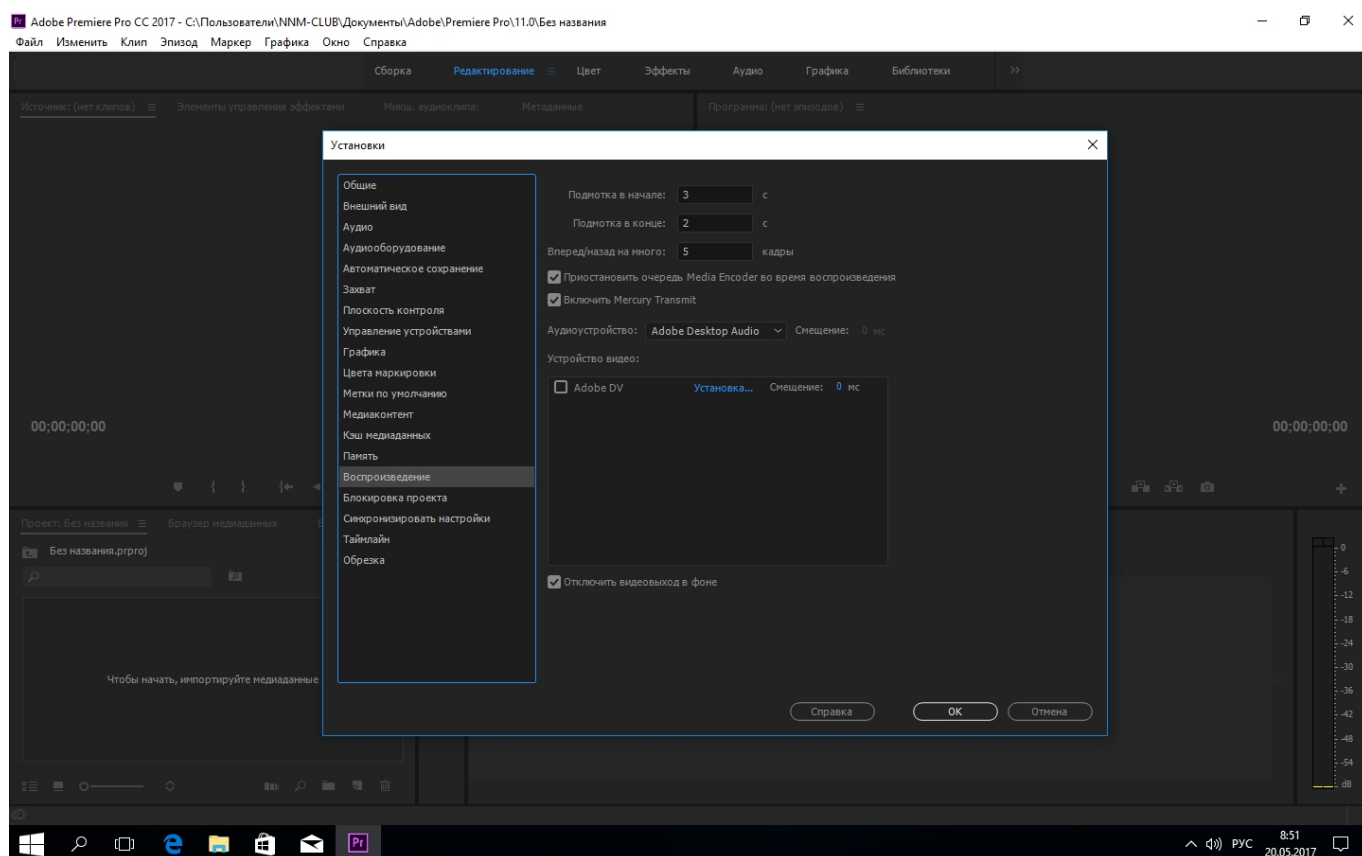 Pr Adobe Premiere Pro CC 2017 - C:\Пользователи\NNM-CLUB\Документы\Adobe\Premiere Pro\11.0\Без названия
Файл Изменить Клип Эпизод Маркер Графика Окно Справка
Сборка Редактирование Цвет Эффекты Аудио Графика Библиотеки
Источник: (нет клипов) Элементы управления эффектами Микш. аудиоклипа: Метаданные Программа: (нет эпизодов)
Установки
Общие
Внешний вид
Аудио
Аудиооборудование
Автоматическое сохранение
Захват
Плоскость контроля
Управление устройствами
Графика
Цвета маркировки
Метки по умолчанию
Медиаконтент
Кэш медиаданных
Память
Воспроизведение
Блокировка проекта
Синхронизировать настройки
Таймлайн
Обрезка
Подмотка в начале: 3 с
Подмотка в конце: 2 с
Вперед/назад на много: 5 кадры
Приостановить очередь Media Encoder во время воспроизведения
Включить Mercury Transmit
Аудиоустройство: Adobe Desktop Audio Смещение: 0 мс
Устройство видео:
Adobe DV Установка... Смещение: 0 мс
Отключить видеовыход в фоне
Справка OK Отмена
00;00;00;00 00;00;00;00
Проект: Без названия Браузер медиаданных
Без названия.prproj
Чтобы начать, импортируйте медиаданные
0
-6
-12
-18
-24
-30
-36
-42
-48
-54
dB
Pr РУС 8:51
20.05.2017